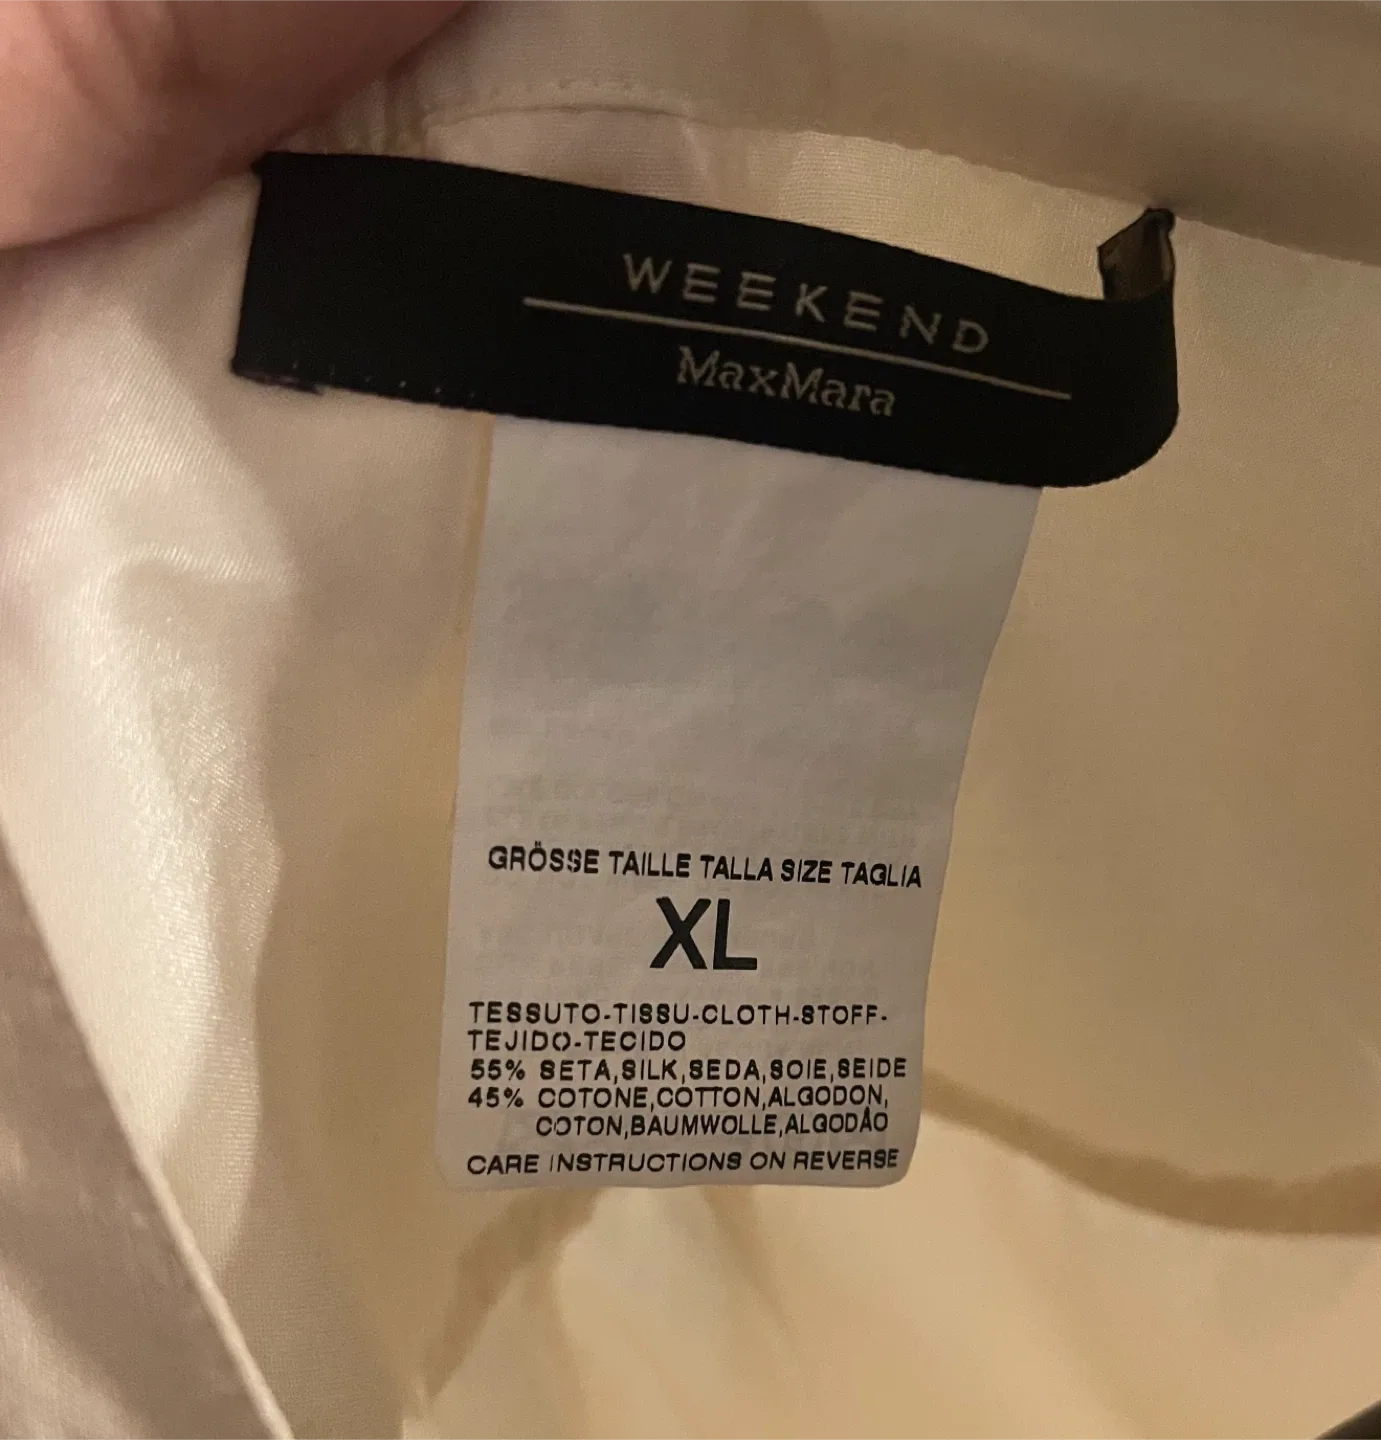 WEEKEND
MaxMara
GRÖSSE TAILLE TALLA SIZE TAGLIA
XL
TESSUTO-TISSU-CLOTH-STOFF-
TEJIDO-TECIDO
55% SETA,SILK,SEDA,SOIE,SEIDE
45% COTONE,COTTON,ALGODON,
COTON,BAUMWOLLE,ALGODÃO
CARE INSTRUCTIONS ON REVERSE